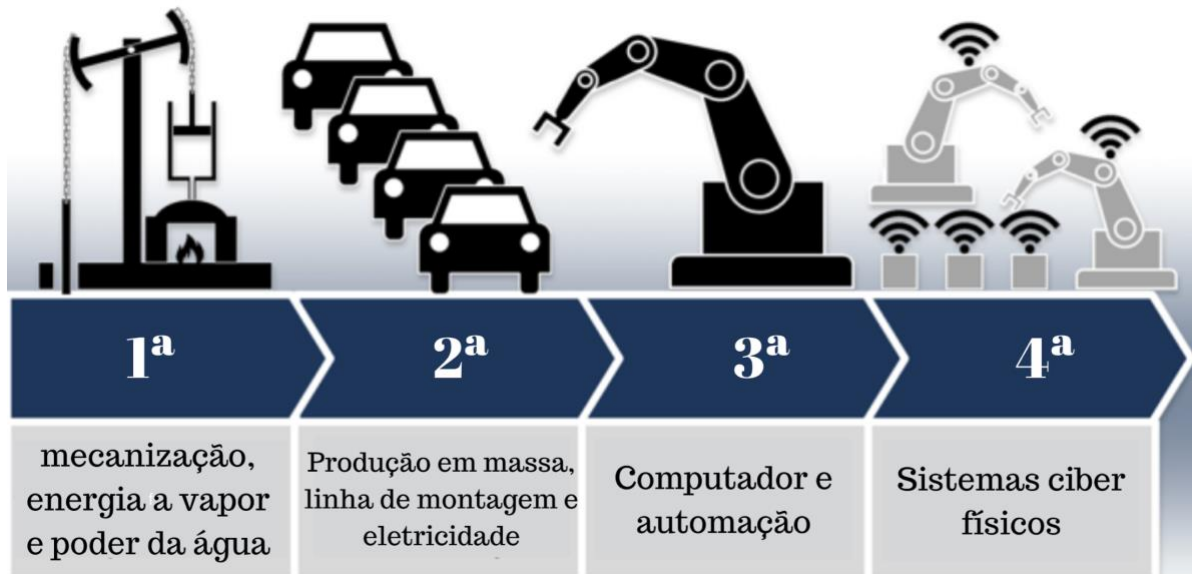 1ª
2ª
3ª
4ª
mecanização,
energia a vapor
e poder da água
Produção em massa,
linha de montagem e
eletricidade
Computador e
automação
Sistemas ciber
físicos